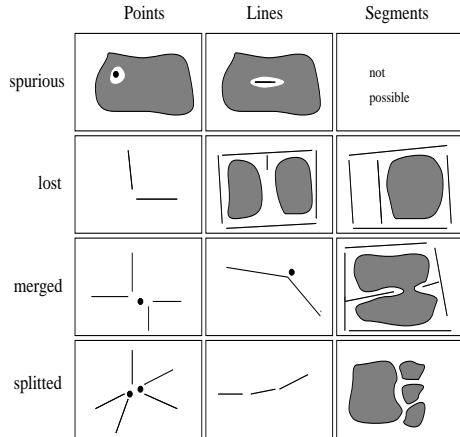 Points Lines Segments
spurious
not
possible
lost
merged
splitted